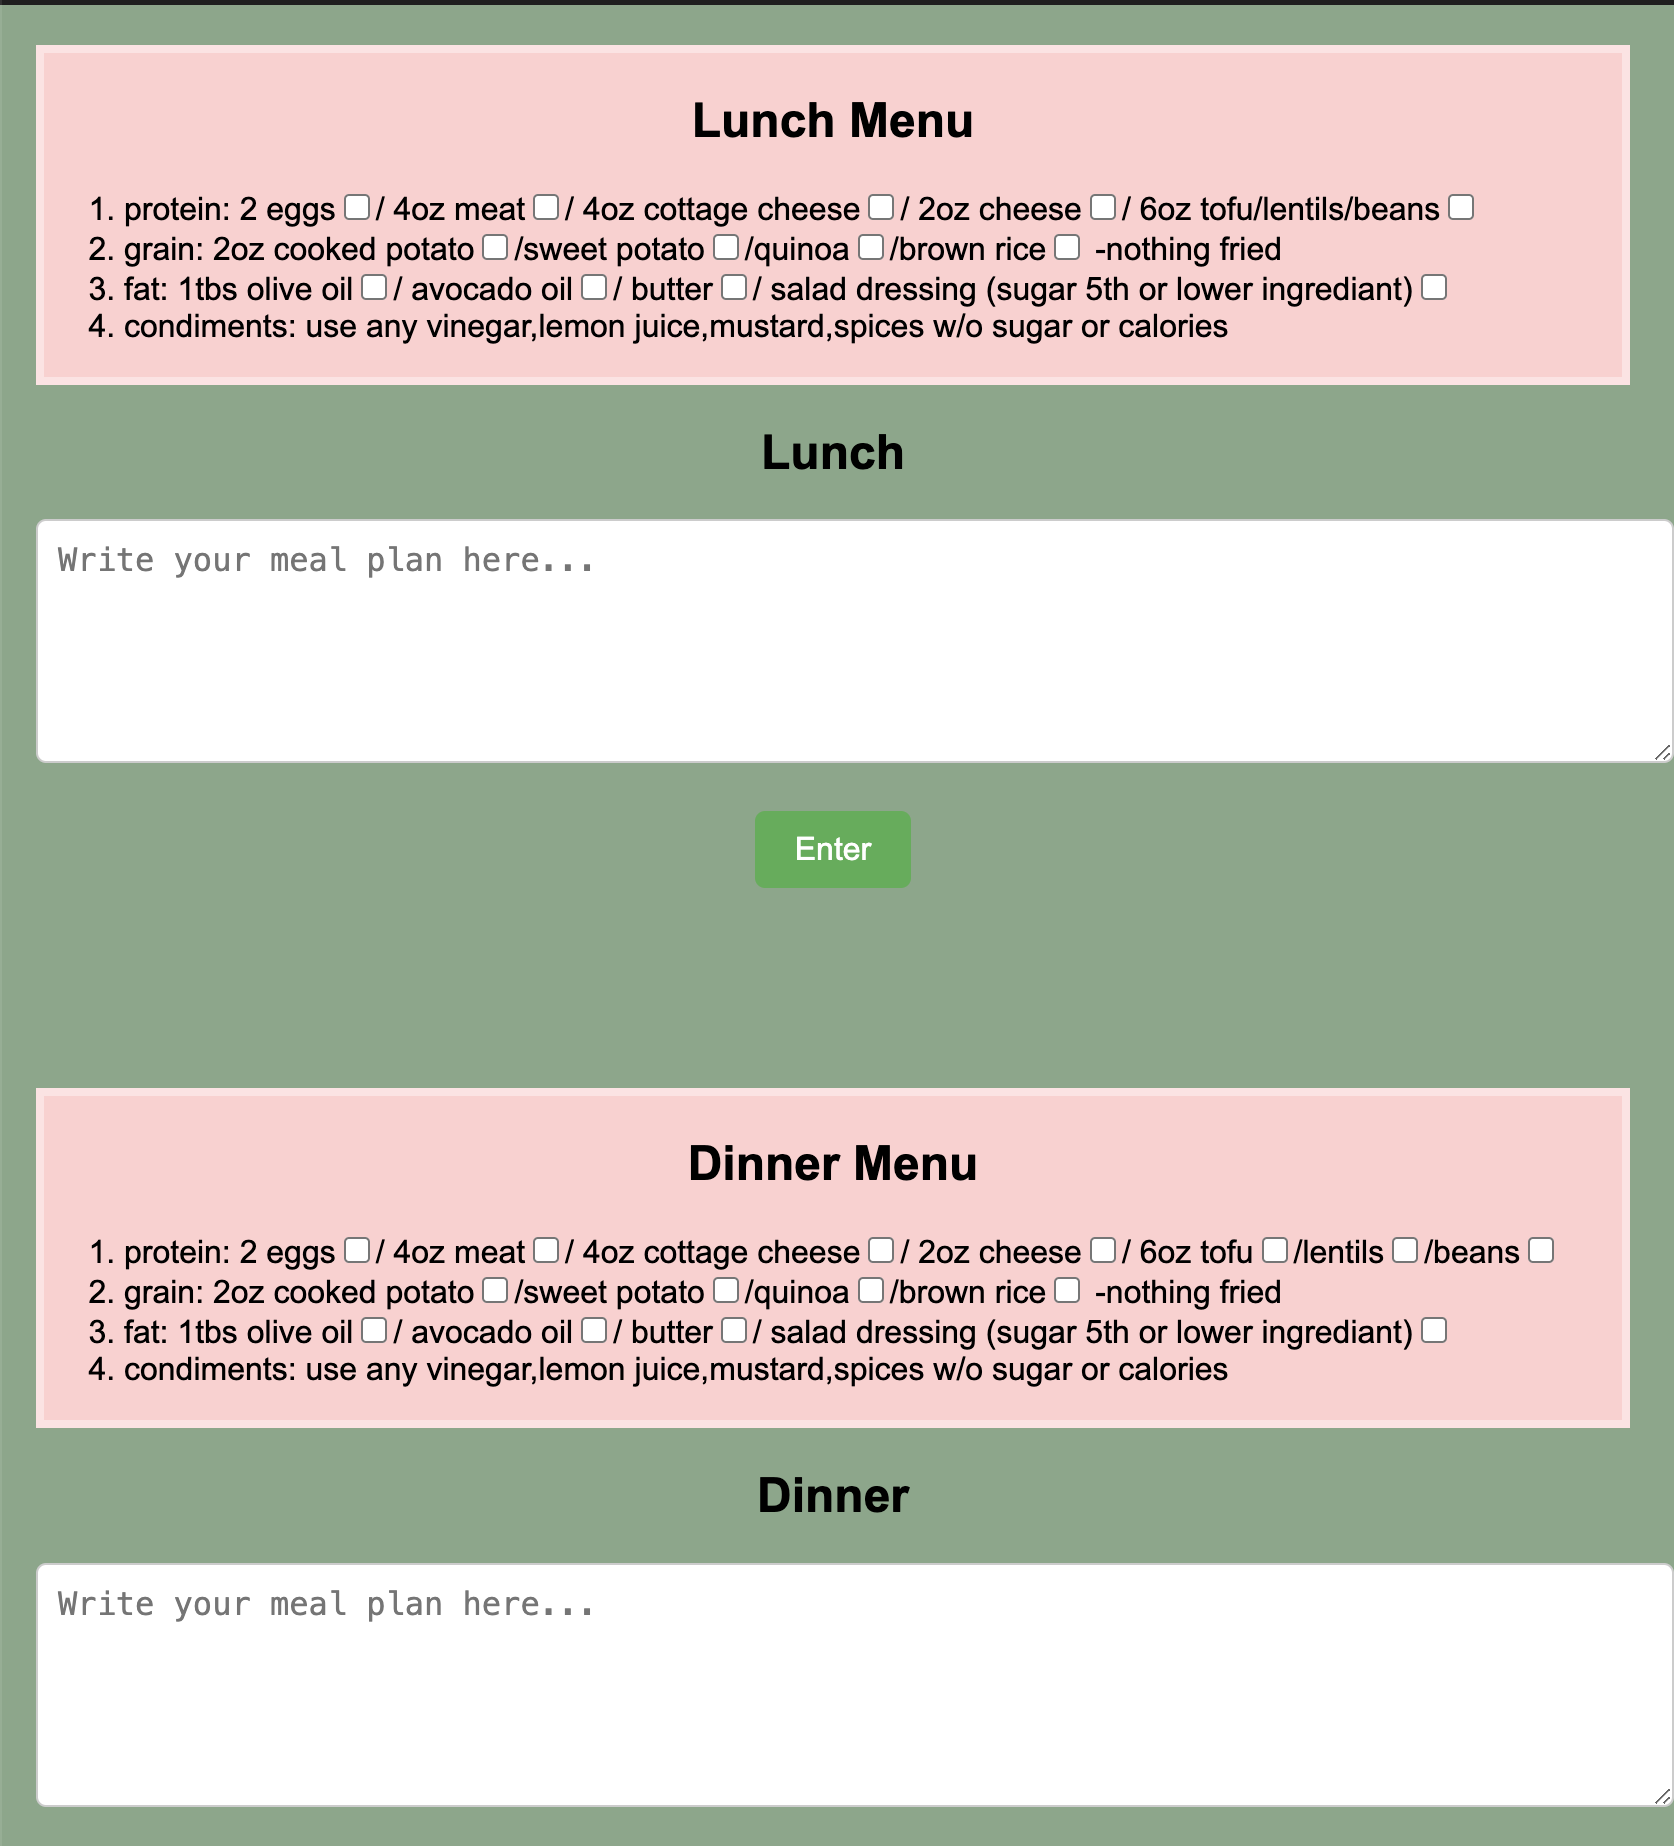 Lunch Menu
1. protein: 2 eggs / 4oz meat / 4oz cottage cheese / 2oz cheese / 6oz tofu/lentils/beans
2. grain: 2oz cooked potato /sweet potato /quinoa /brown rice -nothing fried
3. fat: 1tbs olive oil / avocado oil / butter / salad dressing (sugar 5th or lower ingrediant)
4. condiments: use any vinegar,lemon juice,mustard,spices w/o sugar or calories
Lunch
Write your meal plan here...
Enter
Dinner Menu
1. protein: 2 eggs / 4oz meat / 4oz cottage cheese / 2oz cheese / 6oz tofu /lentils /beans
2. grain: 2oz cooked potato /sweet potato /quinoa /brown rice -nothing fried
3. fat: 1tbs olive oil / avocado oil / butter / salad dressing (sugar 5th or lower ingrediant)
4. condiments: use any vinegar,lemon juice,mustard,spices w/o sugar or calories
Dinner
Write your meal plan here...